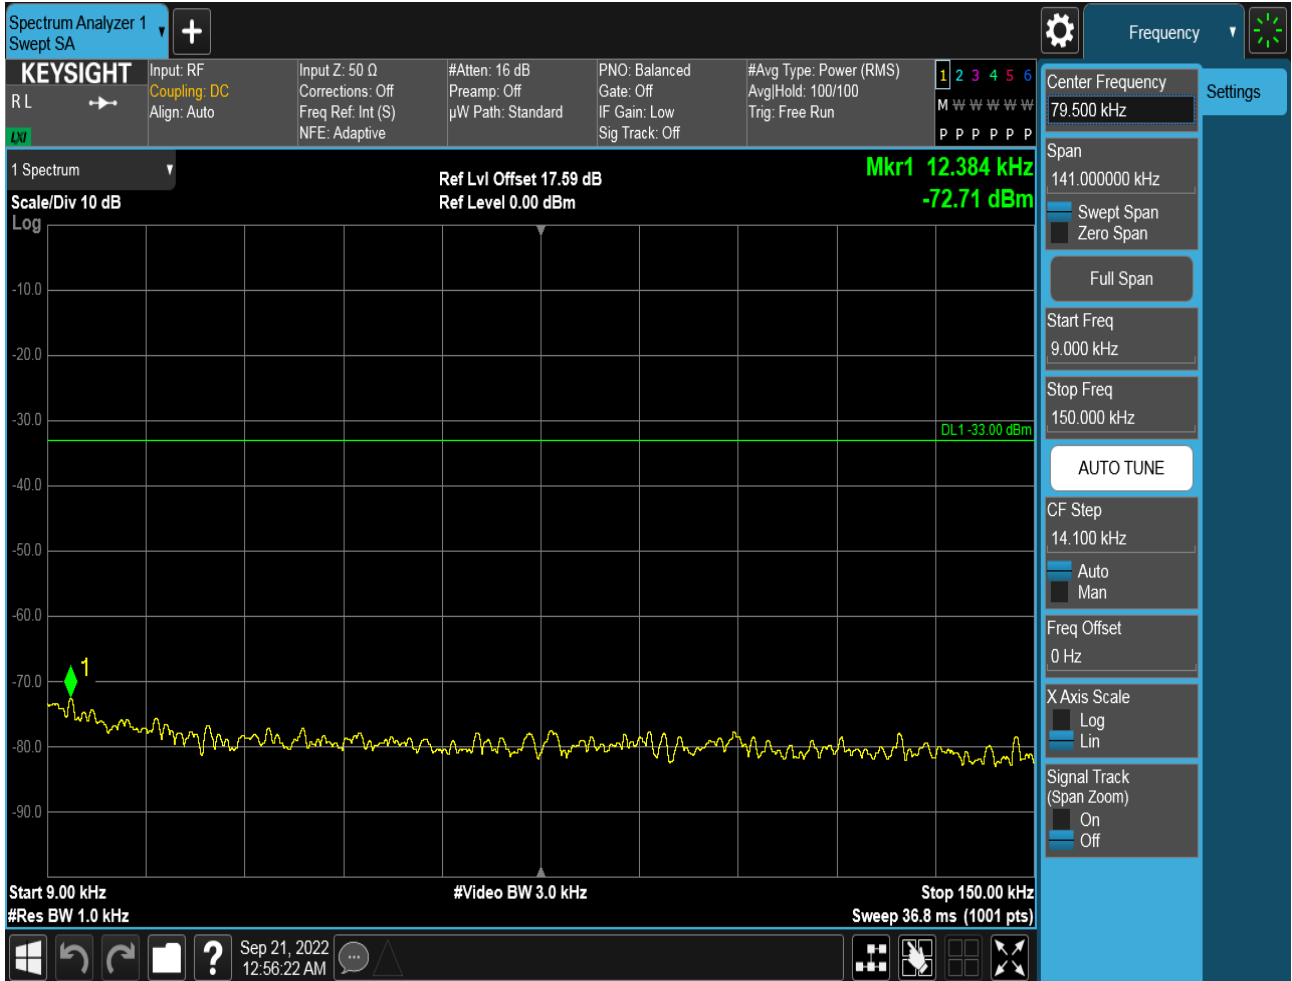 Spectrum Analyzer 1
Swept SA
Frequency
KEYSIGHT
R L
LXI
Input: RF
Coupling: DC
Align: Auto
Input Z: 50 Ω
Corrections: Off
Freq Ref: Int (S)
NFE: Adaptive
#Atten: 16 dB
Preamp: Off
µW Path: Standard
PNO: Balanced
Gate: Off
IF Gain: Low
Sig Track: Off
#Avg Type: Power (RMS)
Avg|Hold: 100/100
Trig: Free Run
1 2 3 4 5 6
M W W W W W
P P P P P P
1 Spectrum
Scale/Div 10 dB
Log
Ref Lvl Offset 17.59 dB
Ref Level 0.00 dBm
Mkr1 12.384 kHz
-72.71 dBm
-10.0
-20.0
-30.0
DL1 -33.00 dBm
-40.0
-50.0
-60.0
1
-70.0
-80.0
-90.0
Start 9.00 kHz
#Res BW 1.0 kHz
#Video BW 3.0 kHz
Stop 150.00 kHz
Sweep 36.8 ms (1001 pts)
?
Sep 21, 2022
12:56:22 AM
Center Frequency
79.500 kHz
Span
141.000000 kHz
Swept Span
Zero Span
Full Span
Start Freq
9.000 kHz
Stop Freq
150.000 kHz
AUTO TUNE
CF Step
14.100 kHz
Auto
Man
Freq Offset
0 Hz
X Axis Scale
Log
Lin
Signal Track
(Span Zoom)
On
Off
Settings